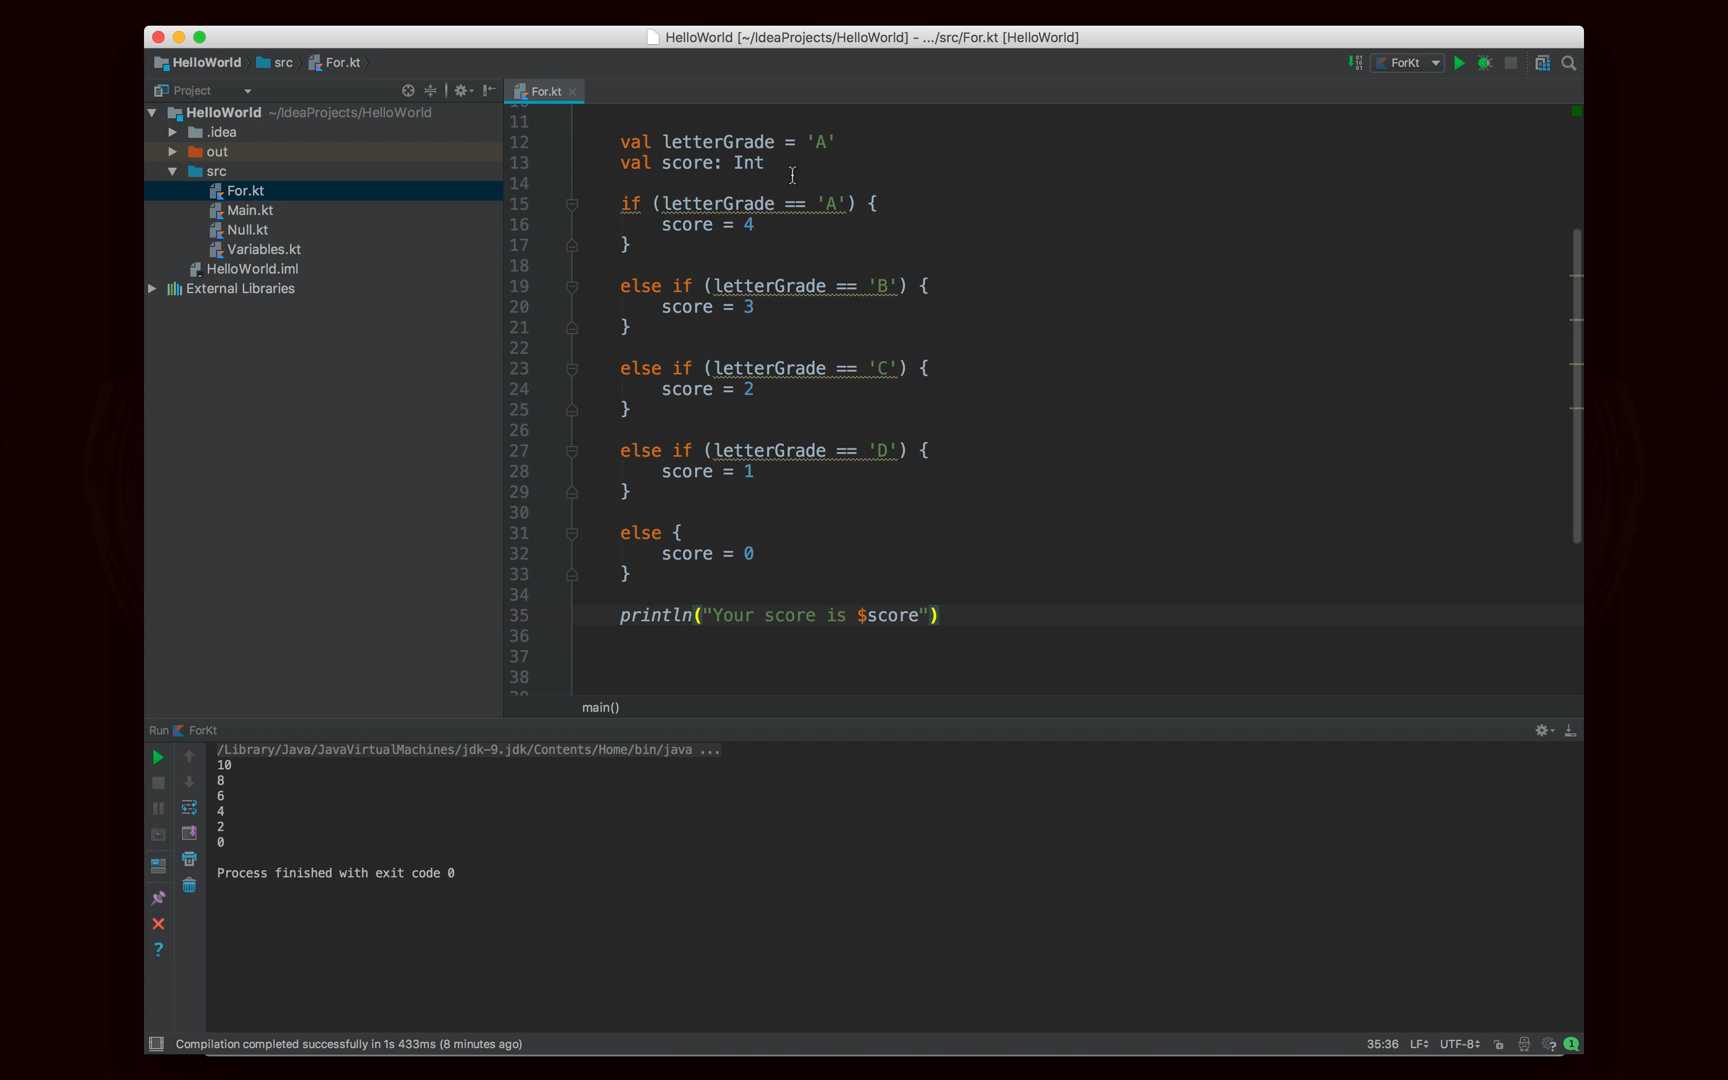 HelloWorld [~/IdeaProjects/HelloWorld] - .../src/For.kt [HelloWorld]
HelloWorld src For.kt
ForKt
Project
For.kt
HelloWorld ~/IdeaProjects/HelloWorld
.idea
out
src
For.kt
Main.kt
Null.kt
Variables.kt
HelloWorld.iml
External Libraries
11
12 val letterGrade = 'A'
13 val score: Int
14
15 if (letterGrade == 'A') {
16 score = 4
17 }
18
19 else if (letterGrade == 'B') {
20 score = 3
21 }
22
23 else if (letterGrade == 'C') {
24 score = 2
25 }
26
27 else if (letterGrade == 'D') {
28 score = 1
29 }
30
31 else {
32 score = 0
33 }
34
35 println("Your score is $score")
36
37
38
main()
Run ForKt
/Library/Java/JavaVirtualMachines/jdk-9.jdk/Contents/Home/bin/java ...
10
8
6
4
2
0
Process finished with exit code 0
Compilation completed successfully in 1s 433ms (8 minutes ago)
35:36 LF UTF-8 1